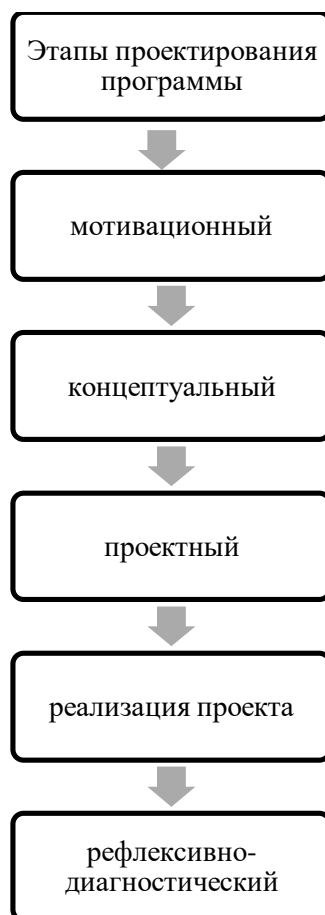 Этапы проектирования
программы
мотивационный
концептуальный
проектный
реализация проекта
рефлексивно-
диагностический